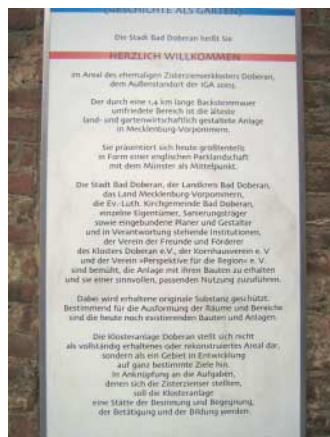 (GESCHICHTE ALS GARTEN)
Die Stadt Bad Doberan heißt Sie
HERZLICH WILLKOMMEN
im Areal des ehemaligen Zisterzienserklosters Doberan,
dem Außenstandort der IGA 2003.
Der durch eine 1,4 km lange Backsteinmauer
umfriedete Bereich ist die älteste
land- und gartenwirtschaftlich gestaltete Anlage
in Mecklenburg-Vorpommern.
Sie präsentiert sich heute größtenteils
in Form einer englischen Parklandschaft
mit dem Münster als Mittelpunkt.
Die Stadt Bad Doberan, der Landkreis Bad Doberan,
das Land Mecklenburg-Vorpommern,
die Ev.-Luth. Kirchgemeinde Bad Doberan,
einzelne Eigentümer, Sanierungsträger
sowie eingebundene Planer und Gestalter
und in Verantwortung stehende Institutionen,
der Verein der Freunde und Förderer
des Klosters Doberan e.V., der Kornhausverein e. V
und der Verein »Perspektive für die Region« e. V.
sind bemüht, die Anlage mit ihren Bauten zu erhalten
und sie einer sinnvollen, passenden Nutzung zuzuführen.
Dabei wird erhaltene originale Substanz geschützt.
Bestimmend für die Ausformung der Räume und Bereiche
sind die heute noch existierenden Bauten und Anlagen.
Die Klosteranlage Doberan stellt sich nicht
als vollständig erhaltenes oder rekonstruiertes Areal dar,
sondern als ein Gebiet in Entwicklung
auf ganz bestimmte Ziele hin.
In Anknüpfung an die Aufgaben,
denen sich die Zisterzienser stellten,
soll die Klosteranlage
eine Stätte der Besinnung und Begegnung,
der Betätigung und der Bildung werden.